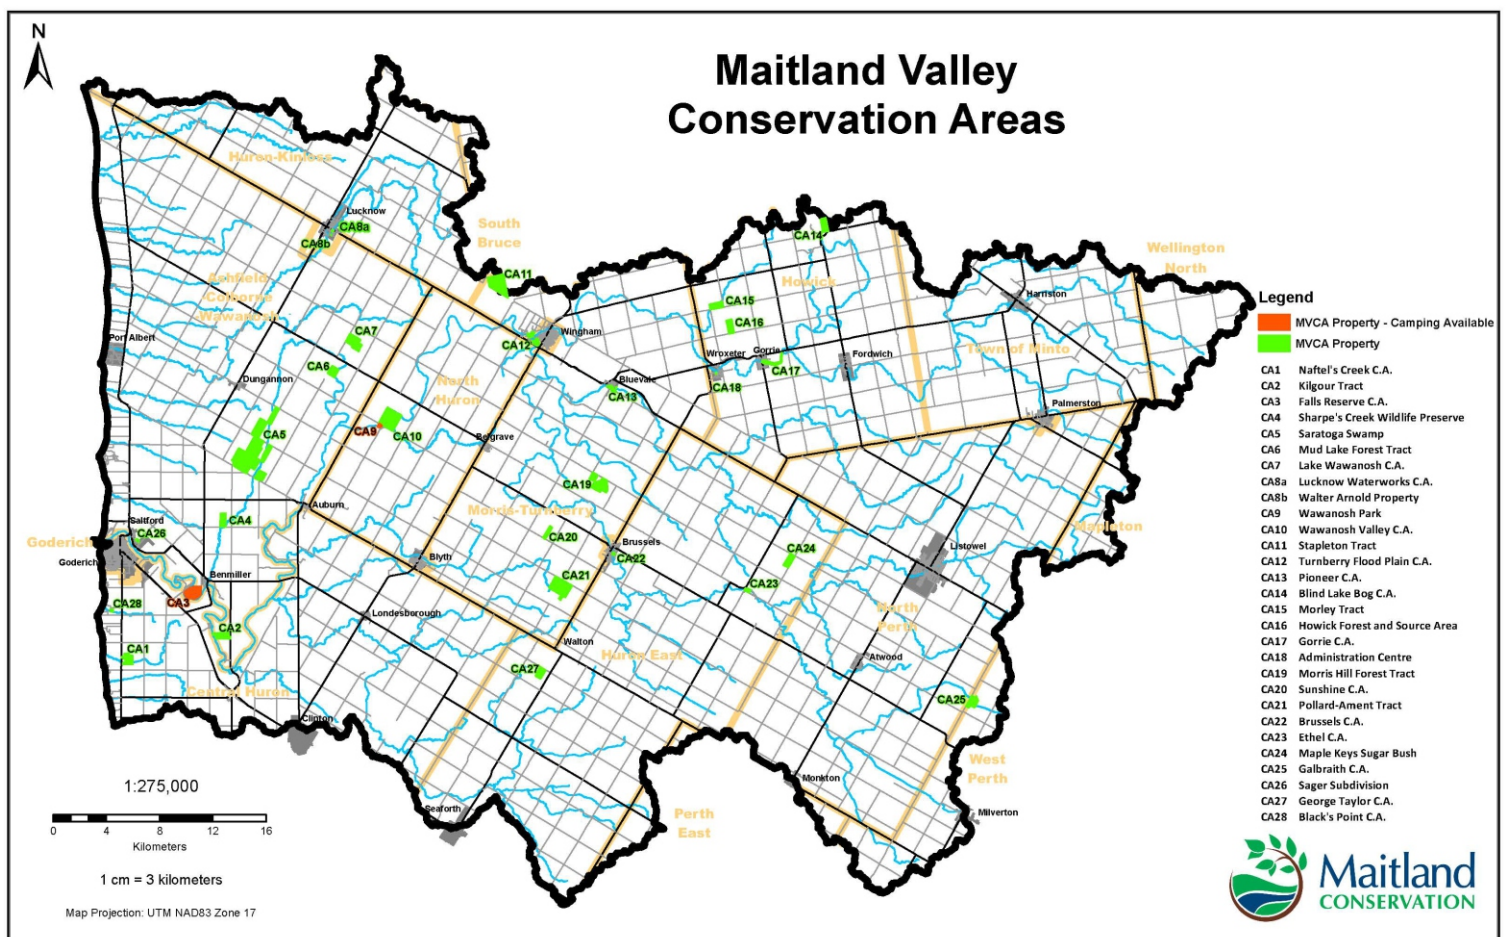 N
Maitland Valley
Conservation Areas
Huron-Kinloss
Lucknow
CA8a
CA8b
South
Bruce
CA11
CA14
Wellington
North
Ashfield
-Colborne
-Wawanosh
Howick
CA15
CA16
Harriston
Port Albert
CA7
CA6
Wingham
CA12
Wroxeter
Gorrie
CA17
Fordwich
Town of Minto
Dungannon
North
Huron
Bluevale
CA13
CA18
Palmerston
CA5
CA9
CA10
Belgrave
CA19
Morris-Turnberry
Auburn
Mapleton
CA4
Saltford
CA26
Goderich
Goderich
CA20
Brussels
CA22
CA24
Listowel
Blyth
Benmiller
CA21
CA23
CA3
CA28
Londesborough
North
Perth
CA2
CA1
Walton
Huron East
Atwood
CA27
Central Huron
CA25
Clinton
West
Perth
Monkton
Seaforth
Perth
East
Milverton
1:275,000
0 4 8 12 16
Kilometers
1 cm = 3 kilometers
Map Projection: UTM NAD83 Zone 17
Legend
MVCA Property - Camping Available
MVCA Property
CA1 Naftel's Creek C.A.
CA2 Kilgour Tract
CA3 Falls Reserve C.A.
CA4 Sharpe's Creek Wildlife Preserve
CA5 Saratoga Swamp
CA6 Mud Lake Forest Tract
CA7 Lake Wawanosh C.A.
CA8a Lucknow Waterworks C.A.
CA8b Walter Arnold Property
CA9 Wawanosh Park
CA10 Wawanosh Valley C.A.
CA11 Stapleton Tract
CA12 Turnberry Flood Plain C.A.
CA13 Pioneer C.A.
CA14 Blind Lake Bog C.A.
CA15 Morley Tract
CA16 Howick Forest and Source Area
CA17 Gorrie C.A.
CA18 Administration Centre
CA19 Morris Hill Forest Tract
CA20 Sunshine C.A.
CA21 Pollard-Ament Tract
CA22 Brussels C.A.
CA23 Ethel C.A.
CA24 Maple Keys Sugar Bush
CA25 Galbraith C.A.
CA26 Sager Subdivision
CA27 George Taylor C.A.
CA28 Black's Point C.A.
Maitland
CONSERVATION